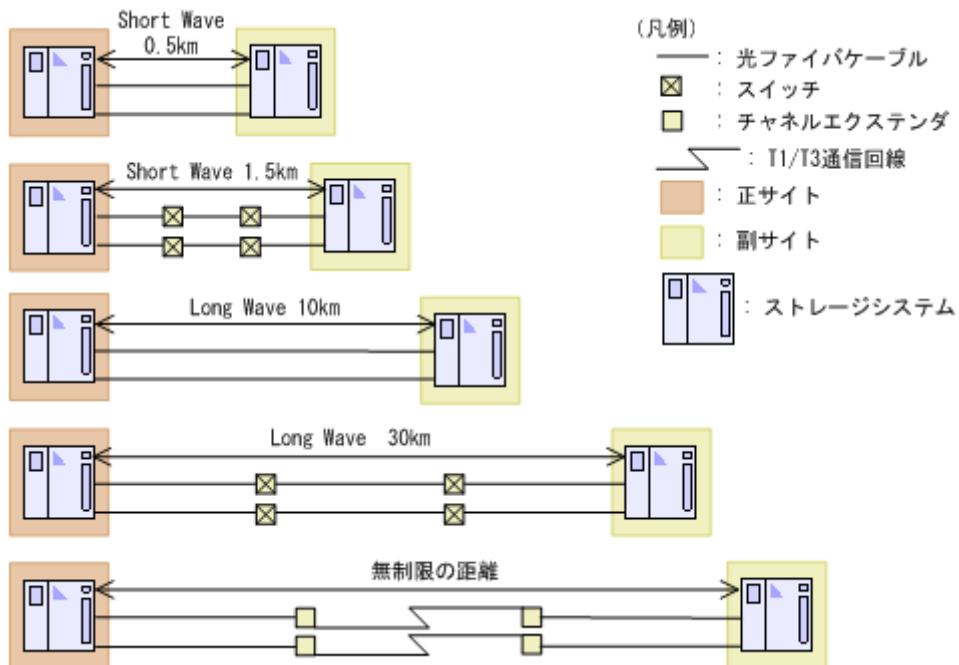 Short Wave
0.5km
Short Wave 1.5km
Long Wave 10km
Long Wave 30km
無制限の距離
(凡例)
: 光ファイバケーブル
: スイッチ
: チャネルエクステンダ
: T1/T3通信回線
: 正サイト
: 副サイト
: ストレージシステム